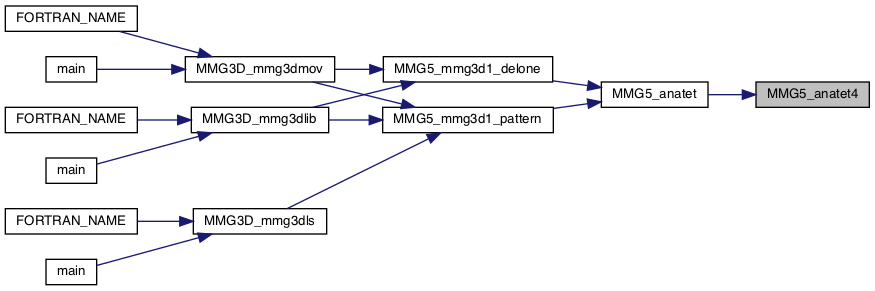 FORTRAN_NAME
main
MMG3D_mmg3dmov
MMG5_mmg3d1_delone
MMG5_anatet
MMG5_anatet4
FORTRAN_NAME
MMG3D_mmg3dlib
MMG5_mmg3d1_pattern
main
FORTRAN_NAME
MMG3D_mmg3dls
main